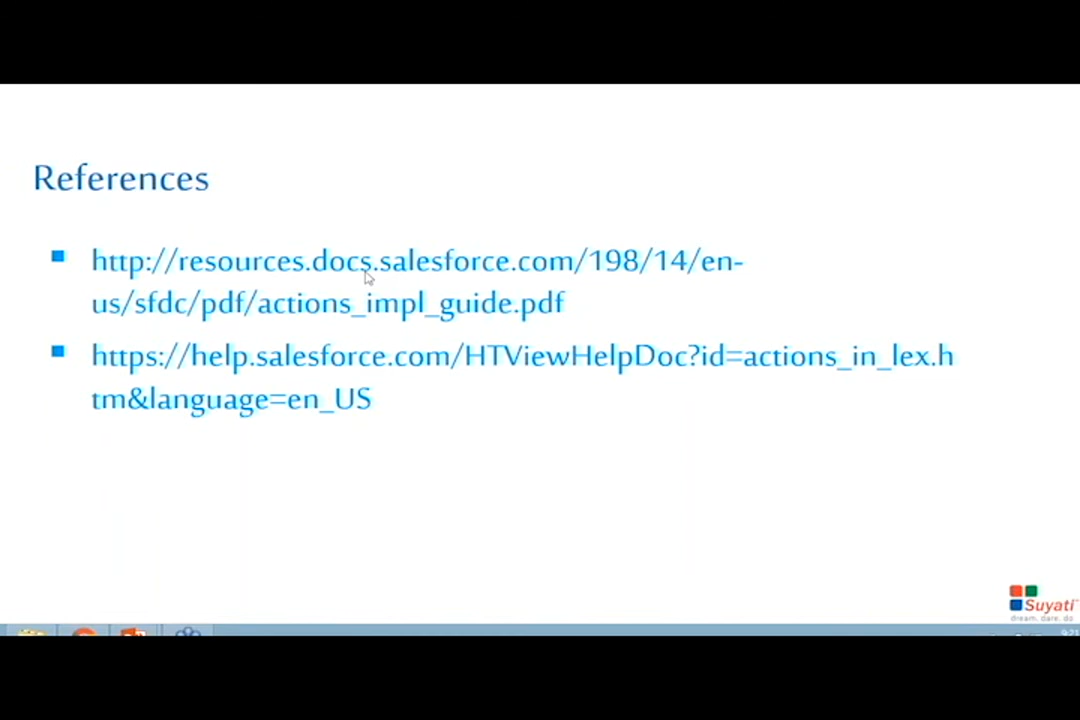 References
http://resources.docs.salesforce.com/198/14/en-
us/sfdc/pdf/actions_impl_guide.pdf
https://help.salesforce.com/HTViewHelpDoc?id=actions_in_lex.h
tm&language=en_US
Suyati
dream. dare. do